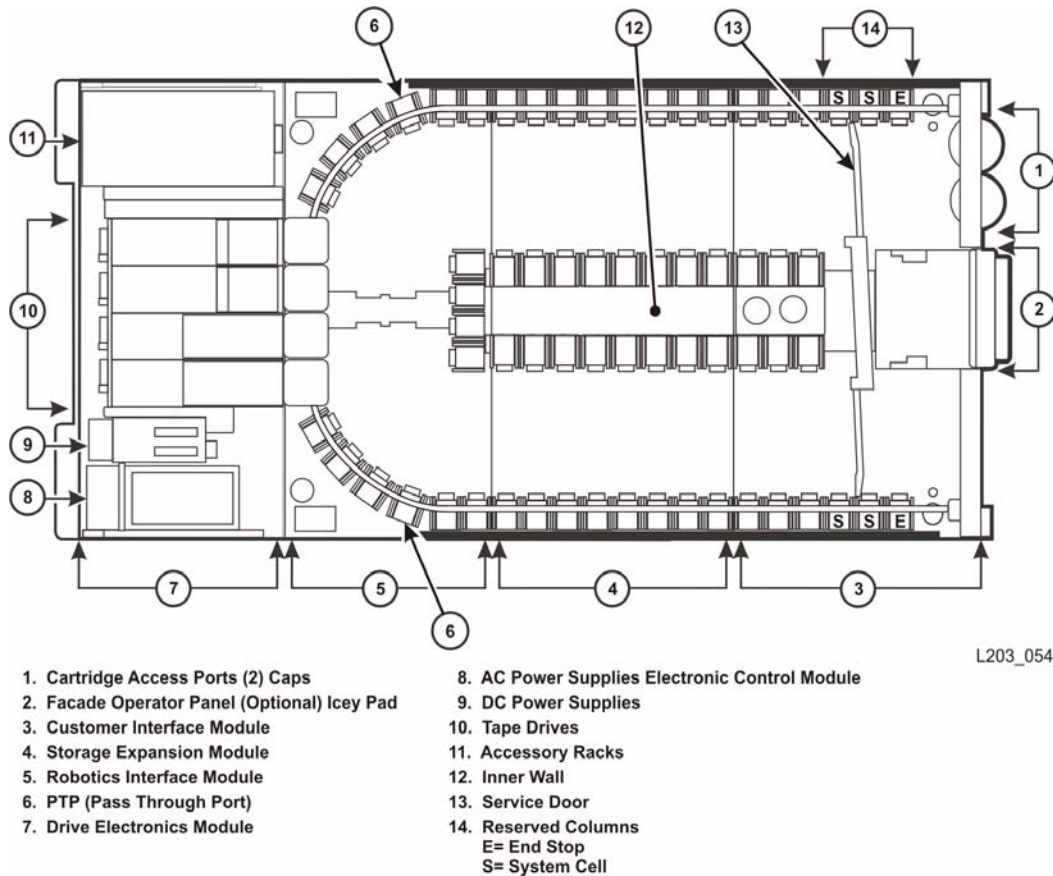 6
12
13
14
S S E
11
1
10
2
9
8
S S E
7
5
4
3
6
L203_054
1. Cartridge Access Ports (2) Caps
2. Facade Operator Panel (Optional) Icey Pad
3. Customer Interface Module
4. Storage Expansion Module
5. Robotics Interface Module
6. PTP (Pass Through Port)
7. Drive Electronics Module
8. AC Power Supplies Electronic Control Module
9. DC Power Supplies
10. Tape Drives
11. Accessory Racks
12. Inner Wall
13. Service Door
14. Reserved Columns
E= End Stop
S= System Cell